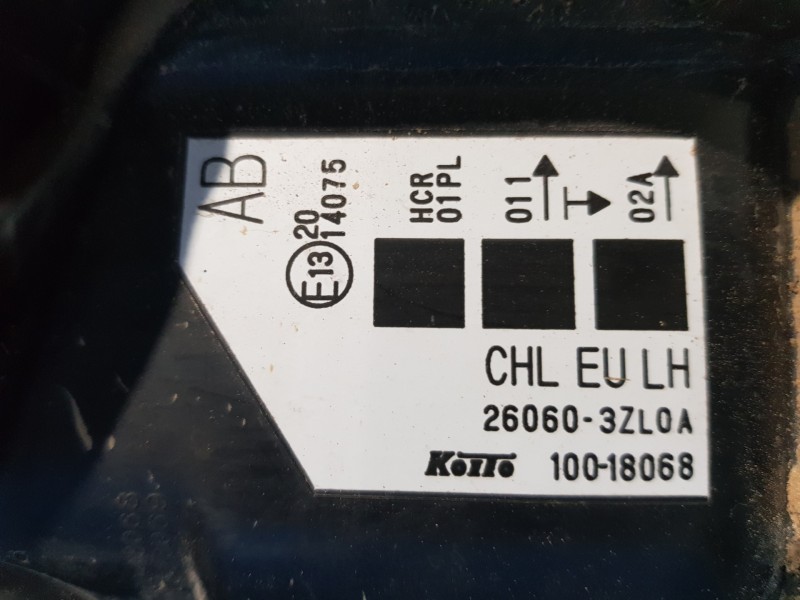 AB
E13
20
14075
HCR
01PL
011
02A
CHL EU LH
26060-3ZL0A
KOITO 100-18068